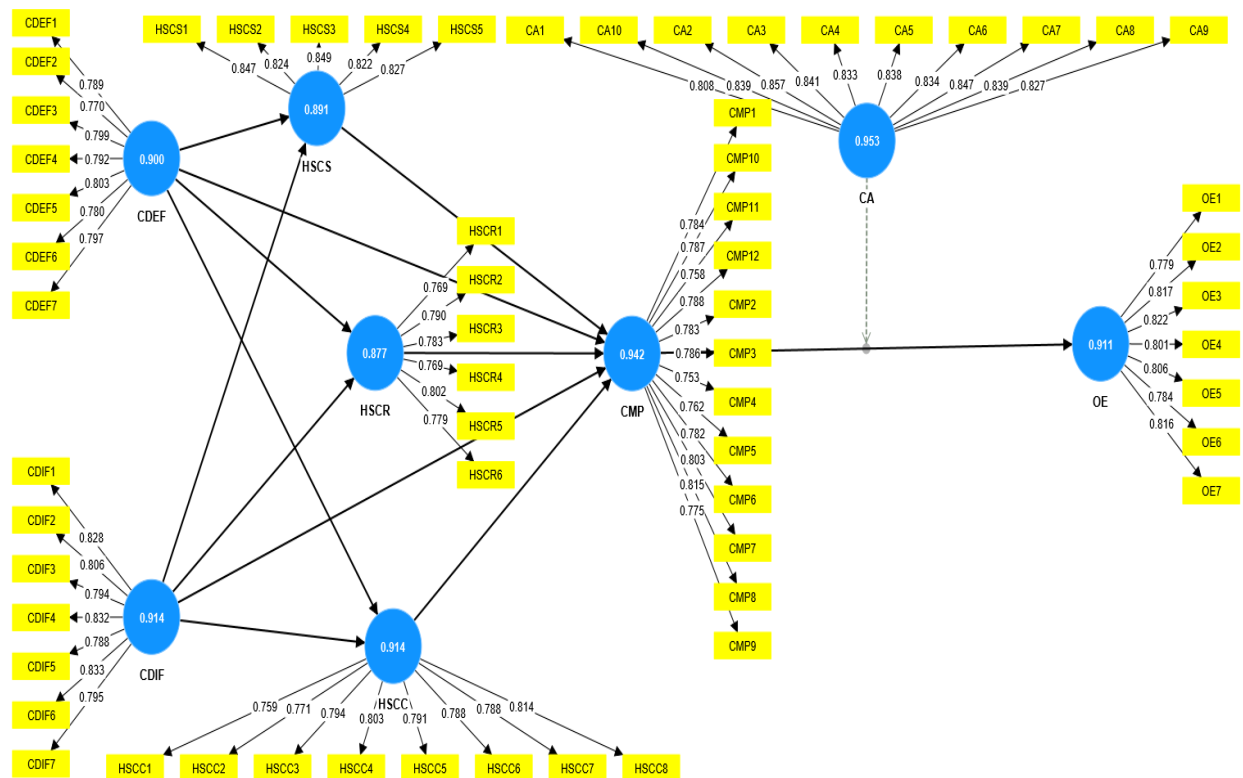 CDEF1
CDEF2
CDEF3
CDEF4
CDEF5
CDEF6
CDEF7
0.789
0.770
0.799
0.792
0.803
0.780
0.797
0.900
CDEF
HSCS1
HSCS2
HSCS3
HSCS4
HSCS5
0.847
0.824
0.849
0.822
0.827
0.891
HSCS
CA1
CA10
CA2
CA3
CA4
CA5
CA6
CA7
CA8
CA9
0.808
0.839
0.857
0.841
0.833
0.838
0.834
0.847
0.839
0.827
0.953
CA
HSCR1
HSCR2
HSCR3
HSCR4
HSCR5
HSCR6
0.769
0.790
0.783
0.769
0.802
0.779
0.877
HSCR
CMP1
CMP10
CMP11
CMP12
CMP2
CMP3
CMP4
CMP5
CMP6
CMP7
CMP8
CMP9
0.784
0.787
0.758
0.788
0.783
0.786
0.753
0.762
0.782
0.803
0.815
0.775
0.942
CMP
OE1
OE2
OE3
OE4
OE5
OE6
OE7
0.779
0.817
0.822
0.801
0.806
0.784
0.816
0.911
OE
CDIF1
CDIF2
CDIF3
CDIF4
CDIF5
CDIF6
CDIF7
0.828
0.806
0.794
0.832
0.788
0.833
0.795
0.914
CDIF
0.914
HSCC
0.759
0.771
0.794
0.803
0.791
0.788
0.788
0.814
HSCC1
HSCC2
HSCC3
HSCC4
HSCC5
HSCC6
HSCC7
HSCC8